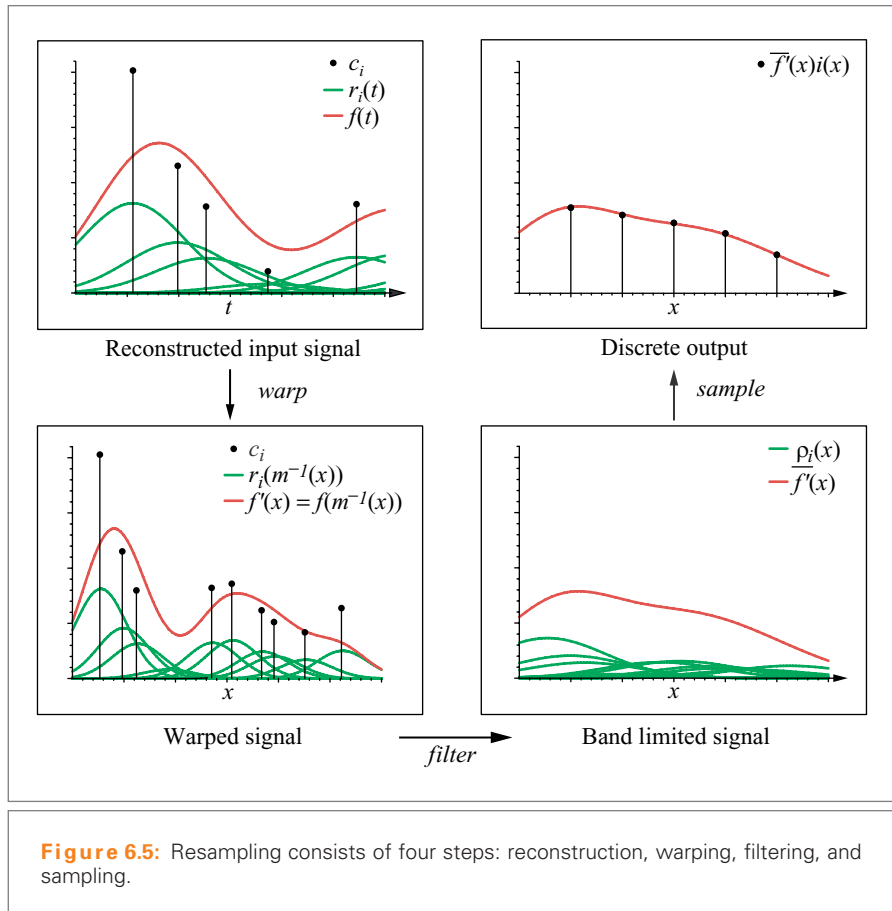 c_i
r_i(t)
f(t)
t
Reconstructed input signal
f̅'(x)i(x)
x
Discrete output
warp
sample
c_i
r_i(m⁻¹(x))
f'(x) = f(m⁻¹(x))
x
Warped signal
filter
ρ_i(x)
f̅'(x)
x
Band limited signal
Figure 6.5: Resampling consists of four steps: reconstruction, warping, filtering, and
sampling.